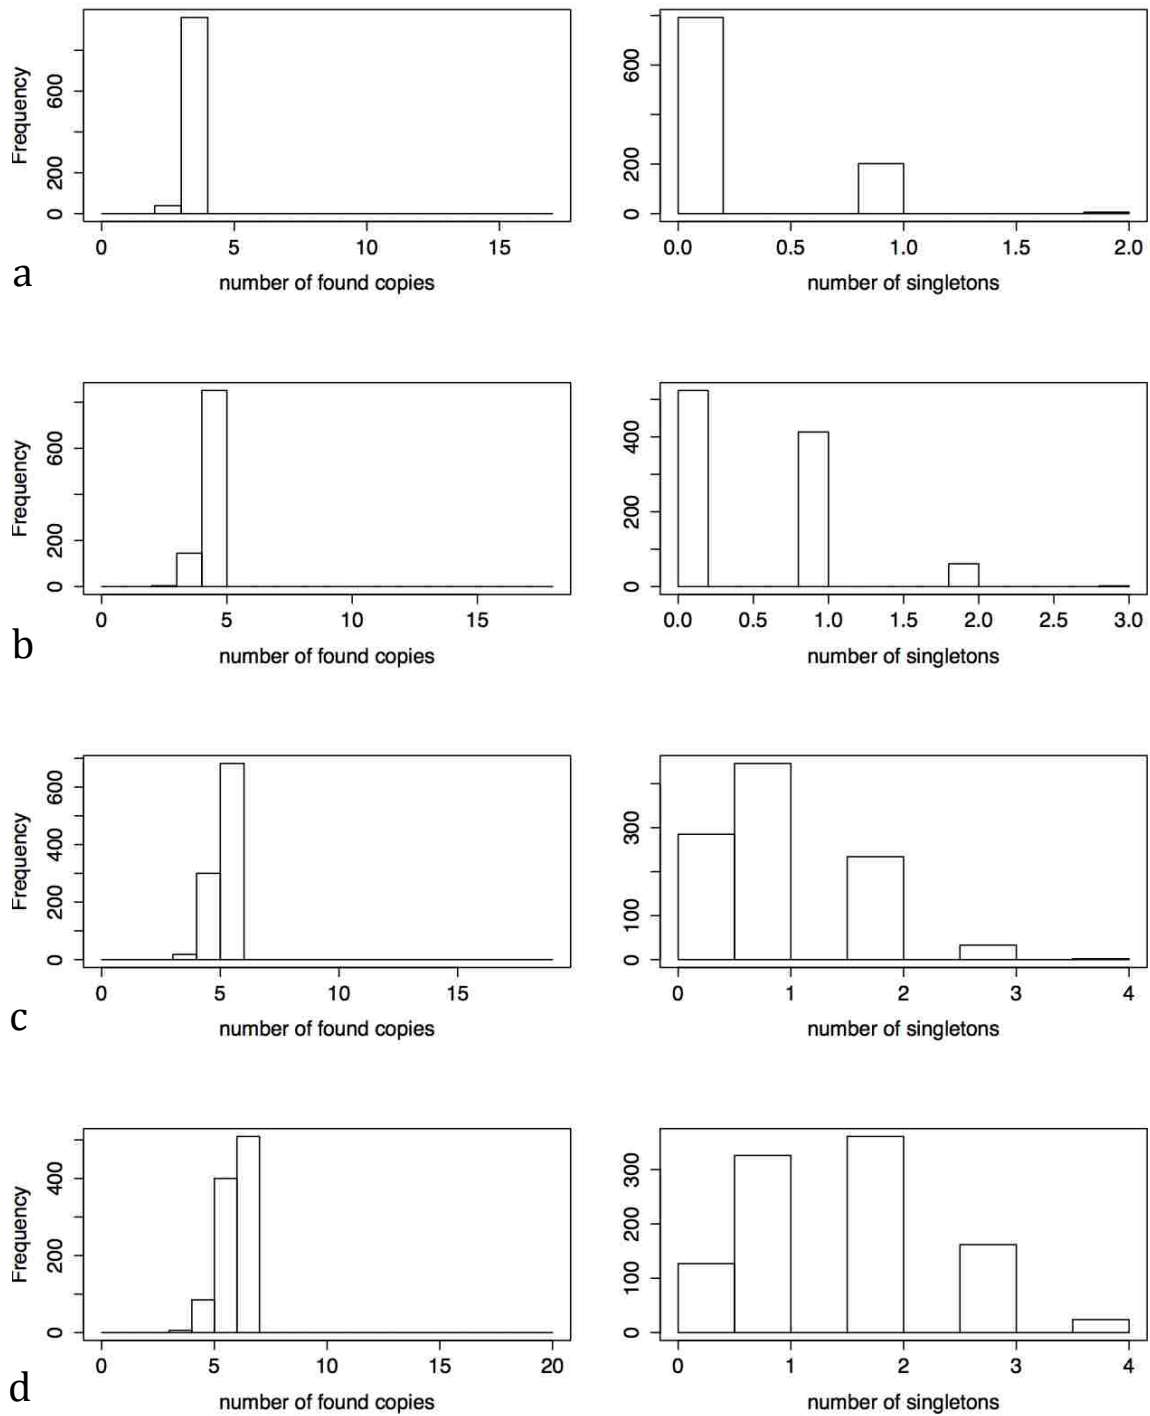 Frequency
0 200 600
0 5 10 15
number of found copies
0 200 600
0.0 0.5 1.0 1.5 2.0
number of singletons
a
Frequency
0 200 600
0 5 10 15
number of found copies
0 200 400
0.0 0.5 1.0 1.5 2.0 2.5 3.0
number of singletons
b
Frequency
0 200 400 600
0 5 10 15
number of found copies
0 100 300
0 1 2 3 4
number of singletons
c
Frequency
0 200 400
0 5 10 15 20
number of found copies
0 100 200 300
0 1 2 3 4
number of singletons
d